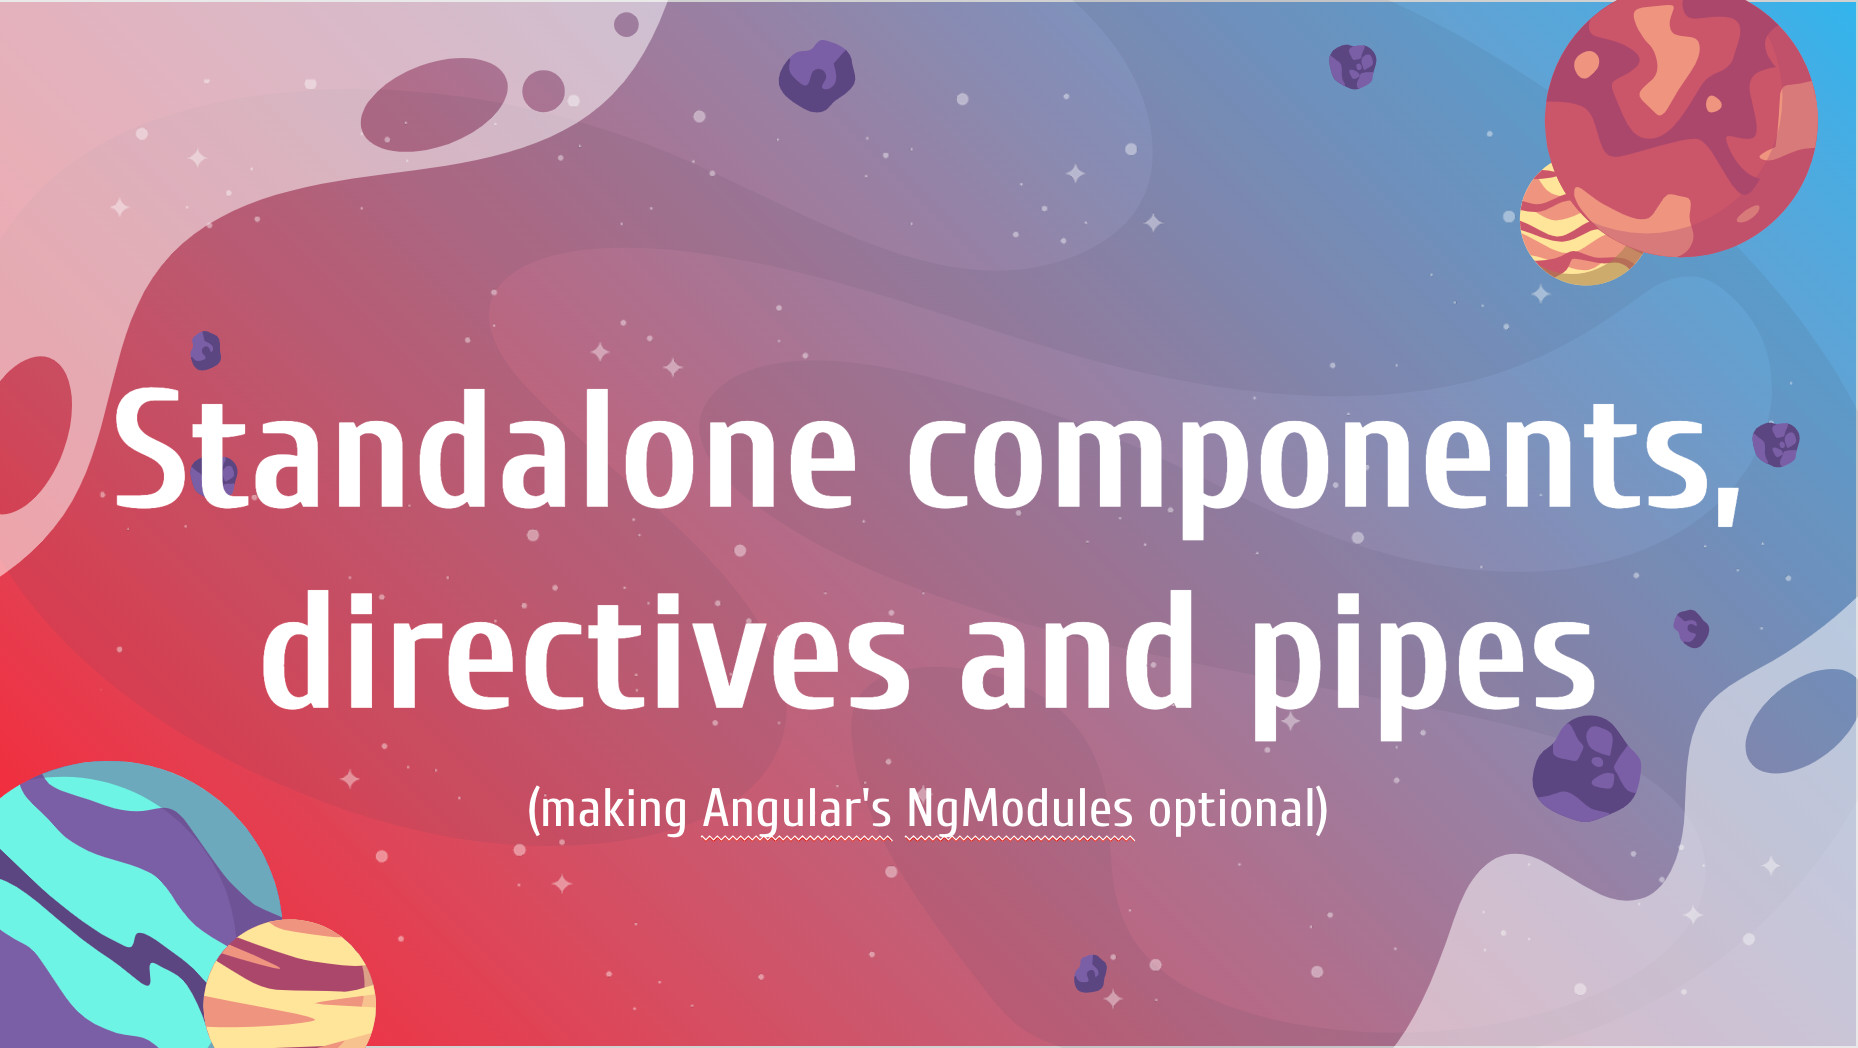 Standalone components,
directives and pipes
(making Angular's NgModules optional)